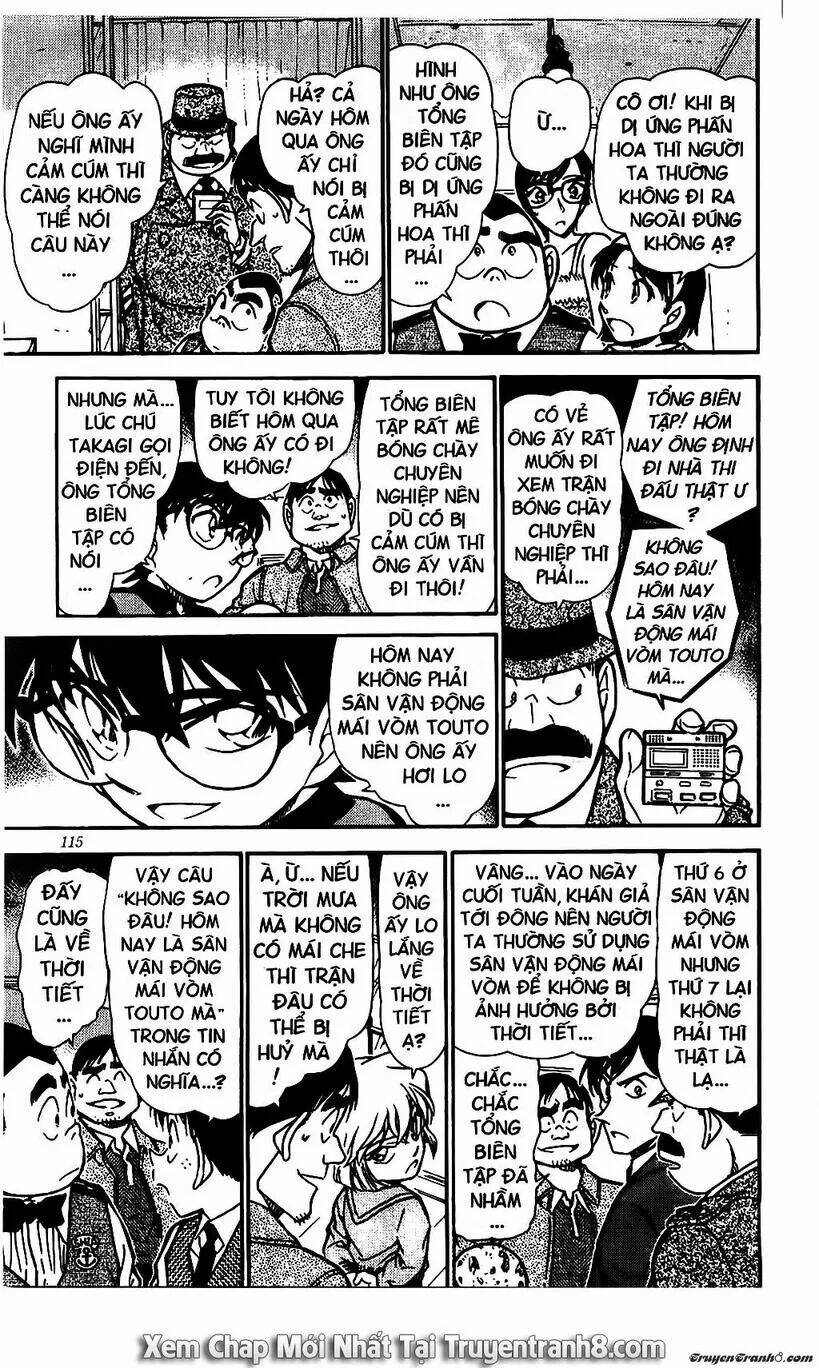 CÔ ƠI! KHI BỊ
DỊ ỨNG PHẤN
HOA THÌ NGƯỜI
TA THƯỜNG
KHÔNG ĐI RA
NGOÀI ĐÚNG
KHÔNG Ạ?
Ừ...
HÌNH
NHƯ ÔNG
TỔNG
BIÊN TẬP
ĐÓ CŨNG
BỊ DỊ ỨNG
PHẤN
HOA THÌ
PHẢI
...
HẢ? CẢ
NGÀY HÔM
QUA ÔNG
ẤY CHỈ
NÓI BỊ
CẢM
CÚM
THÔI
...
NẾU ÔNG ẤY
NGHĨ MÌNH
CẢM CÚM THÌ
CÀNG KHÔNG
THỂ NÓI
CÂU NÀY
...
TỔNG BIÊN
TẬP! HÔM
NAY ÔNG ĐỊNH
ĐI NHÀ THI
ĐẤU THẬT Ư
?
KHÔNG
SAO ĐÂU!
HÔM NAY
LÀ SÂN VẬN
ĐỘNG MÁI
VÒM TOUTO
MÀ...
CÓ VẺ
ÔNG ẤY RẤT
MUỐN ĐI
XEM TRẬN
BÓNG CHÀY
CHUYÊN
NGHIỆP THÌ
PHẢI...
TỔNG BIÊN
TẬP RẤT MÊ
BÓNG CHÀY
CHUYÊN
NGHIỆP NÊN
DÙ CÓ BỊ
CẢM CÚM THÌ
ÔNG ẤY VẪN
ĐI THÔI!
TUY TÔI KHÔNG
BIẾT HÔM QUA
ÔNG ẤY CÓ ĐI
KHÔNG!
NHƯNG MÀ...
LÚC CHÚ
TAKAGI GỌI
ĐIỆN ĐẾN,
ÔNG TỔNG
BIÊN
TẬP CÓ
NÓI
...
HÔM NAY
KHÔNG PHẢI
SÂN VẬN ĐỘNG
MÁI VÒM TOUTO
NÊN ÔNG ẤY
HƠI LO
...
115
THỨ 6 Ở
SÂN VẬN
ĐỘNG
MÁI VÒM
NHƯNG
THỨ 7 LẠI
KHÔNG
PHẢI THÌ
THẬT LÀ
LẠ...
VÂNG... VÀO NGÀY
CUỐI TUẦN, KHÁN GIẢ
TỚI ĐÔNG NÊN NGƯỜI
TA THƯỜNG SỬ DỤNG
SÂN VẬN ĐỘNG MÁI
VÒM ĐỂ KHÔNG BỊ
ẢNH HƯỞNG BỞI
THỜI TIẾT...
CHẮC...
CHẮC
TỔNG
BIÊN
TẬP ĐÃ
NHẦM
...
VẬY
ÔNG
ẤY LO
LẮNG
VỀ
THỜI
TIẾT
Ạ?
À, Ừ... NẾU
TRỜI MƯA
MÀ KHÔNG
CÓ MÁI CHE
THÌ TRẬN
ĐẤU CÓ
THỂ BỊ
HUỶ MÀ!
VẬY CÂU
"KHÔNG SAO
ĐÂU! HÔM
NAY LÀ SÂN
VẬN ĐỘNG
MÁI VÒM
TOUTO MÀ"
TRONG TIN
NHẮN CÓ
NGHĨA...?
ĐẤY
CŨNG
LÀ VỀ
THỜI
TIẾT
...
Xem Chap Mới Nhất Tại Truyentranh8.com
TruyenTranh8.com